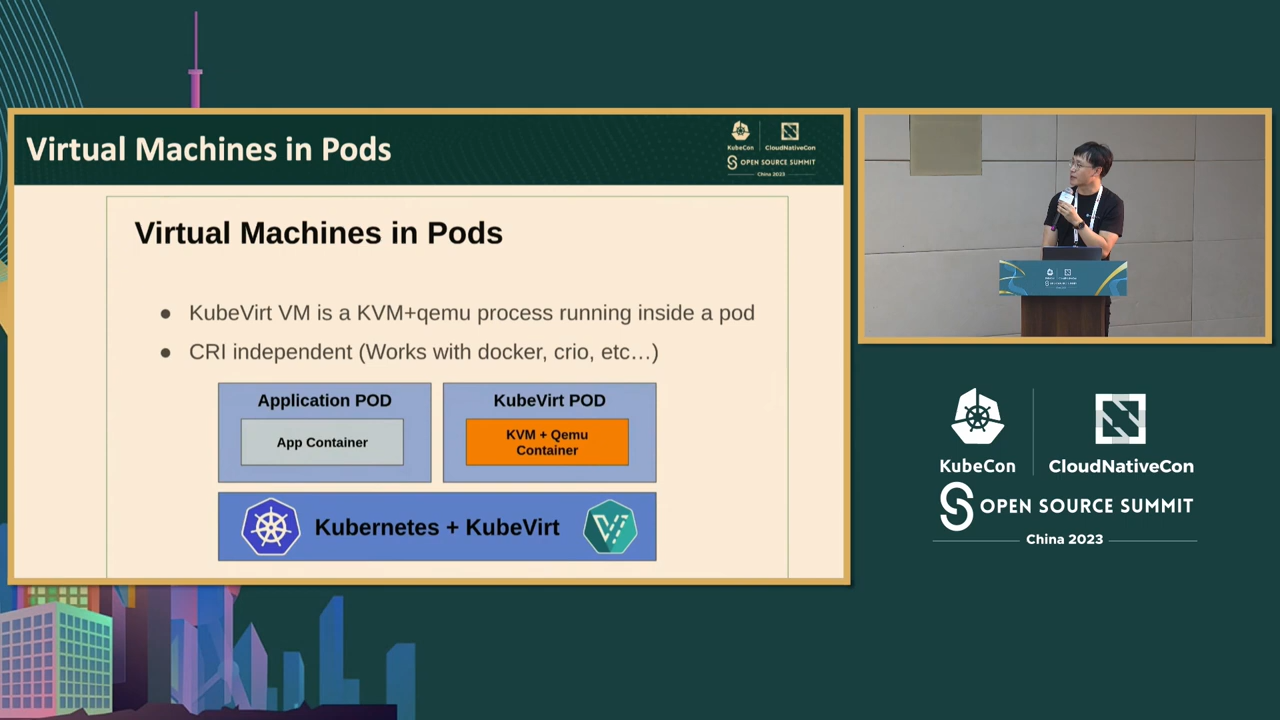 Virtual Machines in Pods
KubeCon
CloudNativeCon
OPEN SOURCE SUMMIT
China 2023
Virtual Machines in Pods
● KubeVirt VM is a KVM+qemu process running inside a pod
● CRI independent (Works with docker, crio, etc…)
Application POD
App Container
KubeVirt POD
KVM + Qemu
Container
Kubernetes + KubeVirt
KubeCon
CloudNativeCon
OPEN SOURCE SUMMIT
China 2023